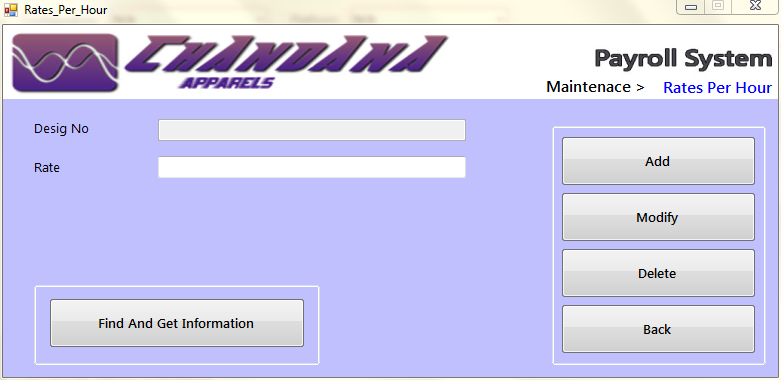 Rates_Per_Hour
CHANDANA
APPARELS
Payroll System
Maintenace > Rates Per Hour
Desig No
Rate
Add
Modify
Delete
Back
Find And Get Information